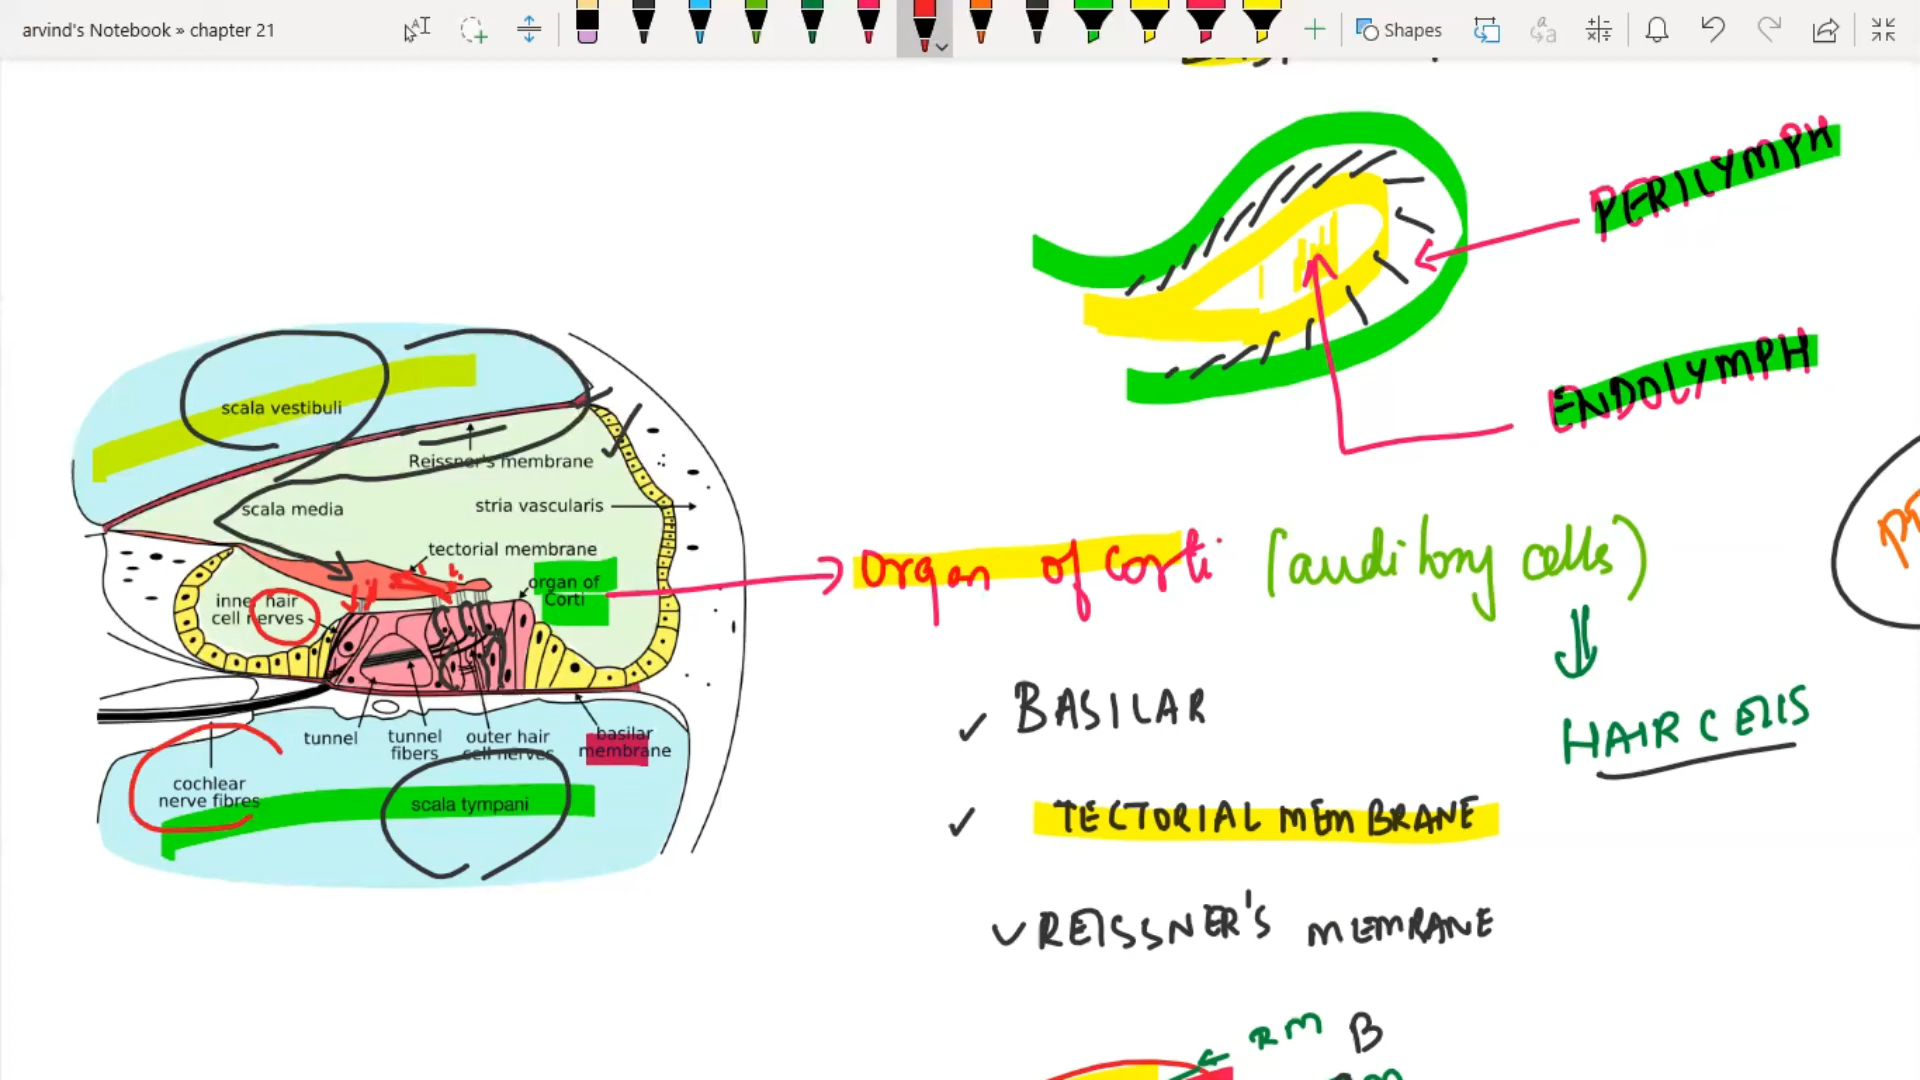 arvind's Notebook » chapter 21
Shapes
PERILYMPH
ENDOLYMPH
scala vestibuli
Reissner's membrane
scala media
stria vascularis
tectorial membrane
organ of
Corti
inner hair
cell nerves
tunnel
tunnel
fibers
outer hair
cell nerves
basilar
membrane
cochlear
nerve fibres
scala tympani
Organ of Corti (auditory cells)
HAIR CELLS
✓ BASILAR
✓ TECTORIAL MEMBRANE
✓ REISSNER'S MEMRANE
RM B